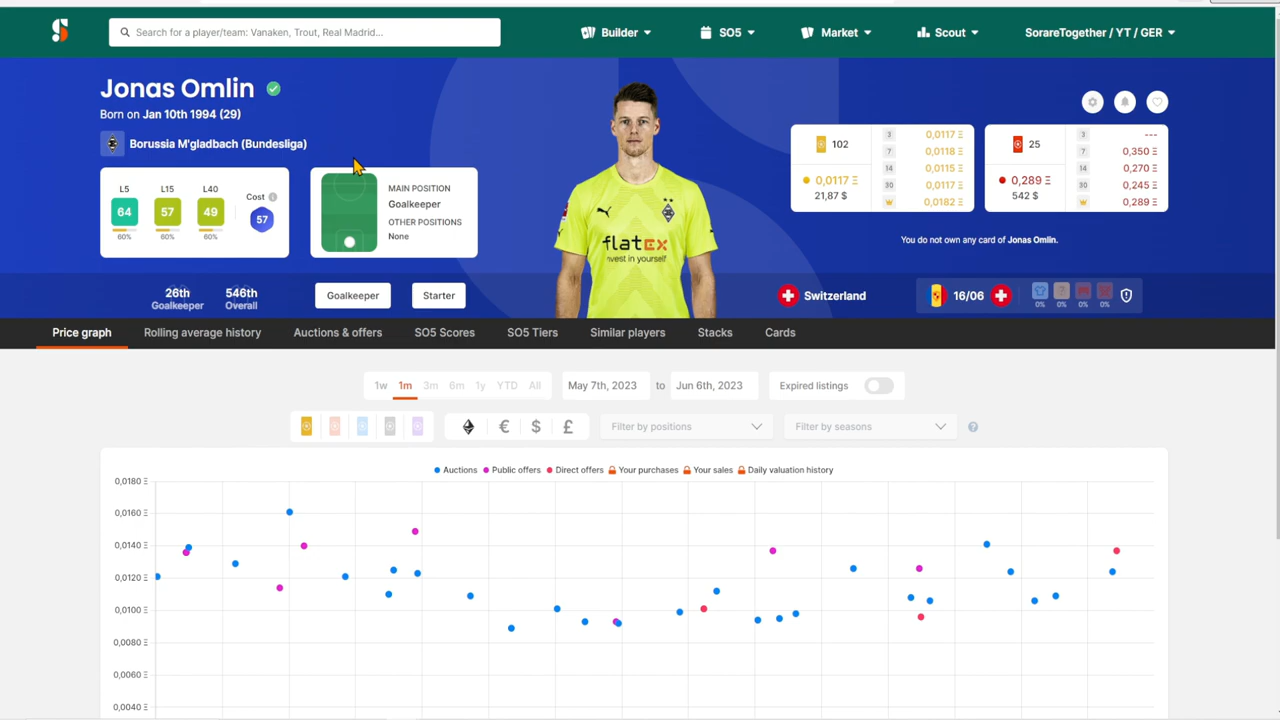 Search for a player/team: Vanaken, Trout, Real Madrid...
Builder
SO5
Market
Scout
SorareTogether / YT / GER
Jonas Omlin
Born on Jan 10th 1994 (29)
Borussia M'gladbach (Bundesliga)
L5
L15
L40
Cost
64
57
49
57
60%
60%
60%
MAIN POSITION
Goalkeeper
OTHER POSITIONS
None
26th
Goalkeeper
546th
Overall
Goalkeeper
Starter
flatex
invest in yourself
102
0,0117 Ξ
21,87 $
3 0,0117 Ξ
7 0,0118 Ξ
14 0,0115 Ξ
30 0,0117 Ξ
W 0,0182 Ξ
25
0,289 Ξ
542 $
3 ---
7 0,350 Ξ
14 0,270 Ξ
30 0,245 Ξ
W 0,289 Ξ
You do not own any card of Jonas Omlin.
Switzerland
16/06
0%
0%
0%
0%
Price graph
Rolling average history
Auctions & offers
SO5 Scores
SO5 Tiers
Similar players
Stacks
Cards
1w
1m
3m
6m
1y
YTD
All
May 7th, 2023
to
Jun 6th, 2023
Expired listings
€
$
£
Filter by positions
Filter by seasons
?
Auctions
Public offers
Direct offers
Your purchases
Your sales
Daily valuation history
0,0180 Ξ
0,0160 Ξ
0,0140 Ξ
0,0120 Ξ
0,0100 Ξ
0,0080 Ξ
0,0060 Ξ
0,0040 Ξ